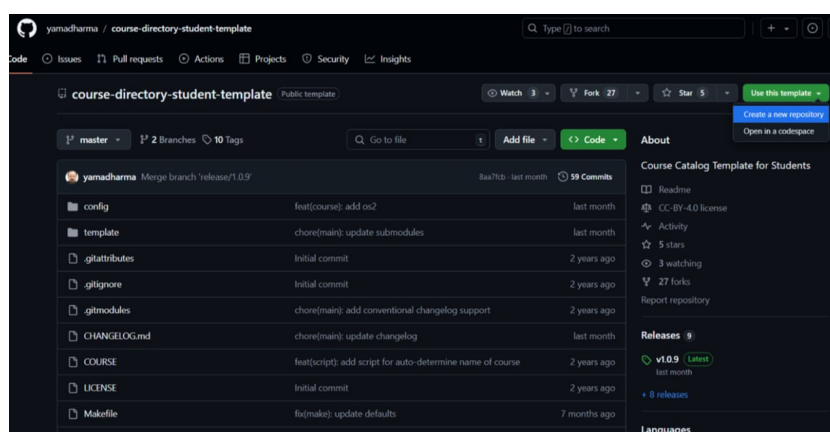 yamadharma / course-directory-student-template
Type / to search
Code Issues Pull requests Actions Projects Security Insights
course-directory-student-template Public template
Watch 3 Fork 27 Star 5 Use this template
Create a new repository
Open in a codespace
master 2 Branches 10 Tags Go to file t Add file Code
yamadharma Merge branch 'release/1.0.9' 8aa7fcb · last month 59 Commits
config feat(course): add os2 last month
template chore(main): update submodules last month
.gitattributes Initial commit 2 years ago
.gitignore Initial commit 2 years ago
.gitmodules chore(main): add conventional changelog support 2 years ago
CHANGELOG.md chore(main): update changelog last month
COURSE feat(script): add script for auto-determine name of course 2 years ago
LICENSE Initial commit 2 years ago
Makefile fix(make): update defaults 7 months ago
About
Course Catalog Template for Students
Readme
CC-BY-4.0 license
Activity
5 stars
3 watching
27 forks
Report repository
Releases 9
v1.0.9 Latest
last month
+ 8 releases
Languages